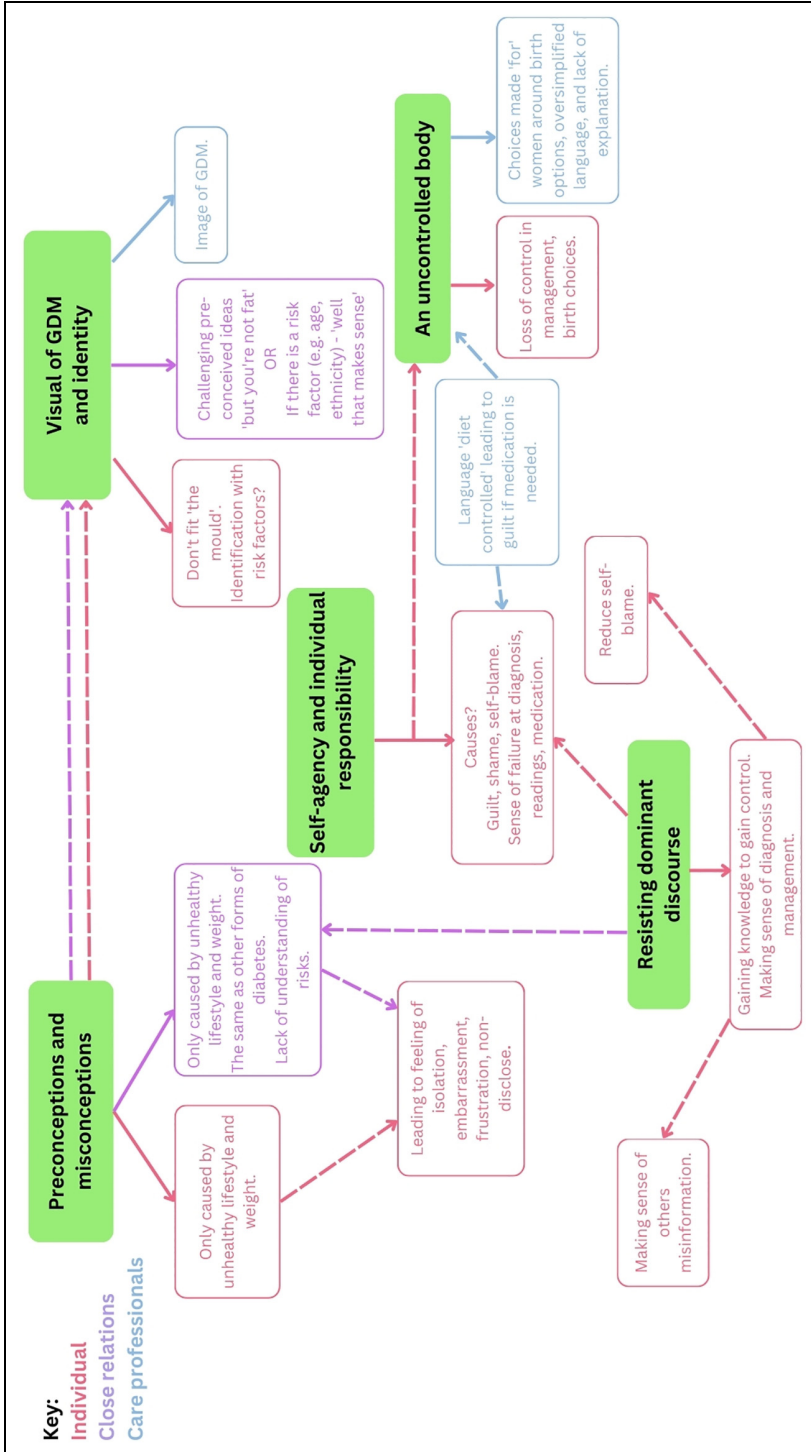 Key:
Individual
Close relations
Care professionals
Preconceptions and
misconceptions
Visual of GDM
and identity
Only caused by
unhealthy lifestyle and
weight.
Only caused by unhealthy
lifestyle and weight.
The same as other forms of
diabetes.
Lack of understanding of
risks.
Don't fit 'the
mould'.
Identification with
risk factors?
Challenging pre-
conceived ideas
'but you're not fat'
OR
If there is a risk
factor (e.g. age,
ethnicity) - 'well
that makes sense'
Image of GDM.
Leading to feeling of
isolation,
embarrassment,
frustration, non-
disclose.
Self-agency and individual
responsibility
An uncontrolled body
Causes?
Guilt, shame, self-blame.
Sense of failure at diagnosis,
readings, medication.
Language 'diet
controlled' leading to
guilt if medication is
needed.
Loss of control in
management,
birth choices.
Choices made 'for'
women around birth
options, oversimplified
language, and lack of
explanation.
Resisting dominant
discourse
Reduce self-
blame.
Making sense of
others
misinformation.
Gaining knowledge to gain control.
Making sense of diagnosis and
management.